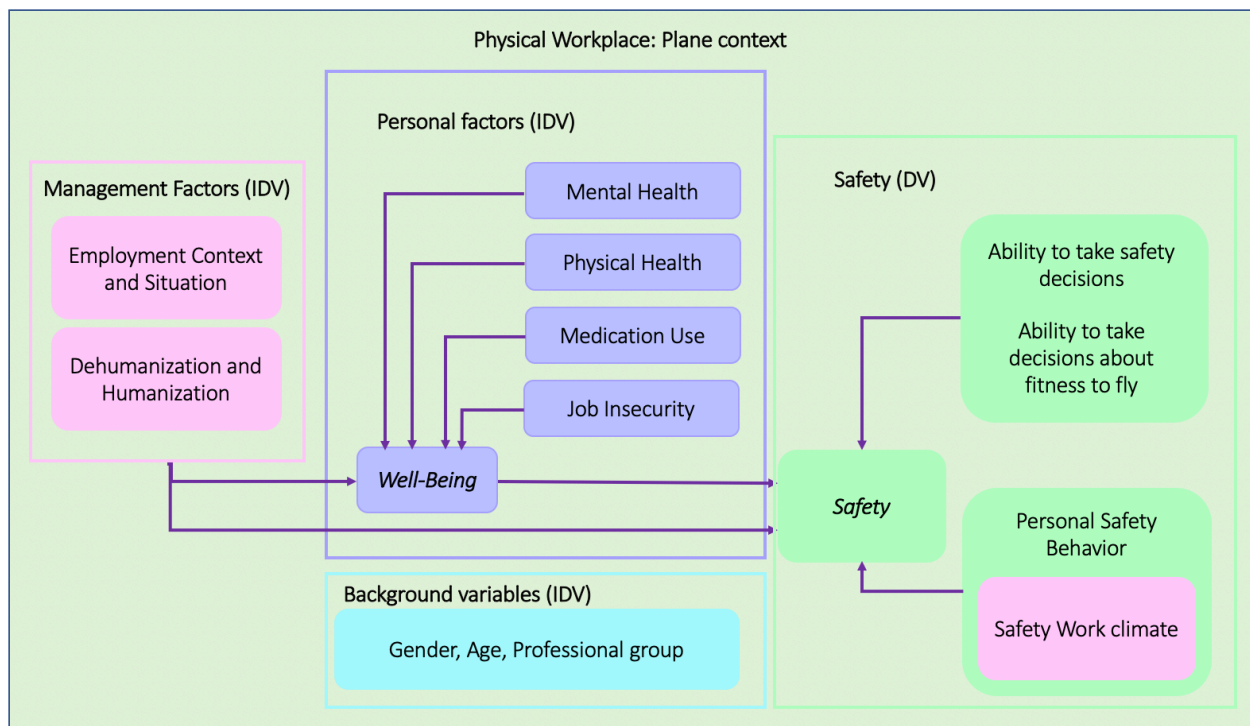 Physical Workplace: Plane context
Management Factors (IDV)
Employment Context
and Situation
Dehumanization and
Humanization
Personal factors (IDV)
Mental Health
Physical Health
Medication Use
Job Insecurity
Well-Being
Background variables (IDV)
Gender, Age, Professional group
Safety (DV)
Ability to take safety
decisions
Ability to take
decisions about
fitness to fly
Safety
Personal Safety
Behavior
Safety Work climate